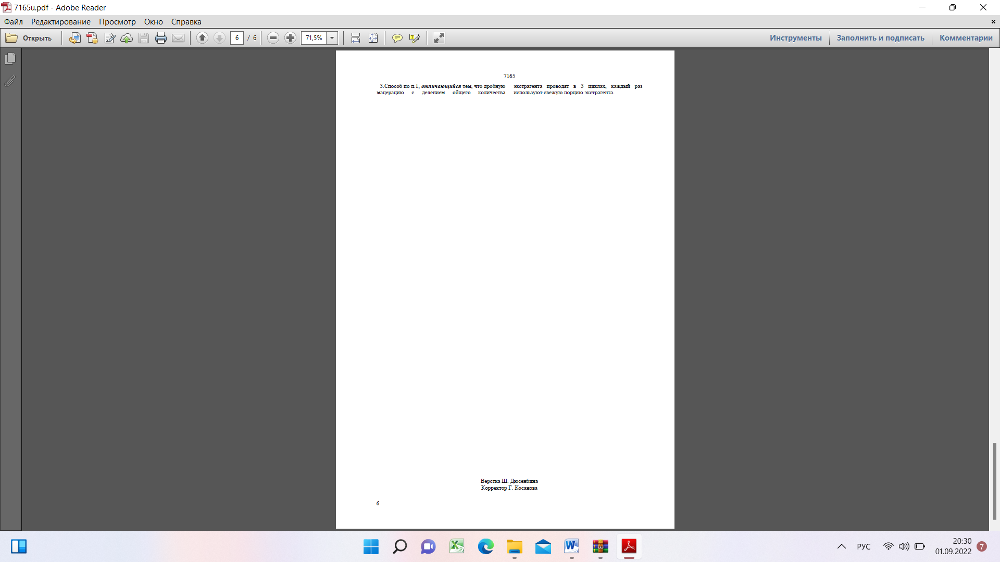 7165u.pdf - Adobe Reader
Файл Редактирование Просмотр Окно Справка
Открыть 6 / 6 71,5% Инструменты Заполнить и подписать Комментарии
7165
3.Способ по п.1, отличающийся тем, что дробную
мацерацию с делением общего количества
экстрагента проводят в 3 циклах, каждый раз
используют свежую порцию экстрагента.
Верстка Ш. Дюсенбина
Корректор Г. Косанова
6
РУС
20:30
01.09.2022
7